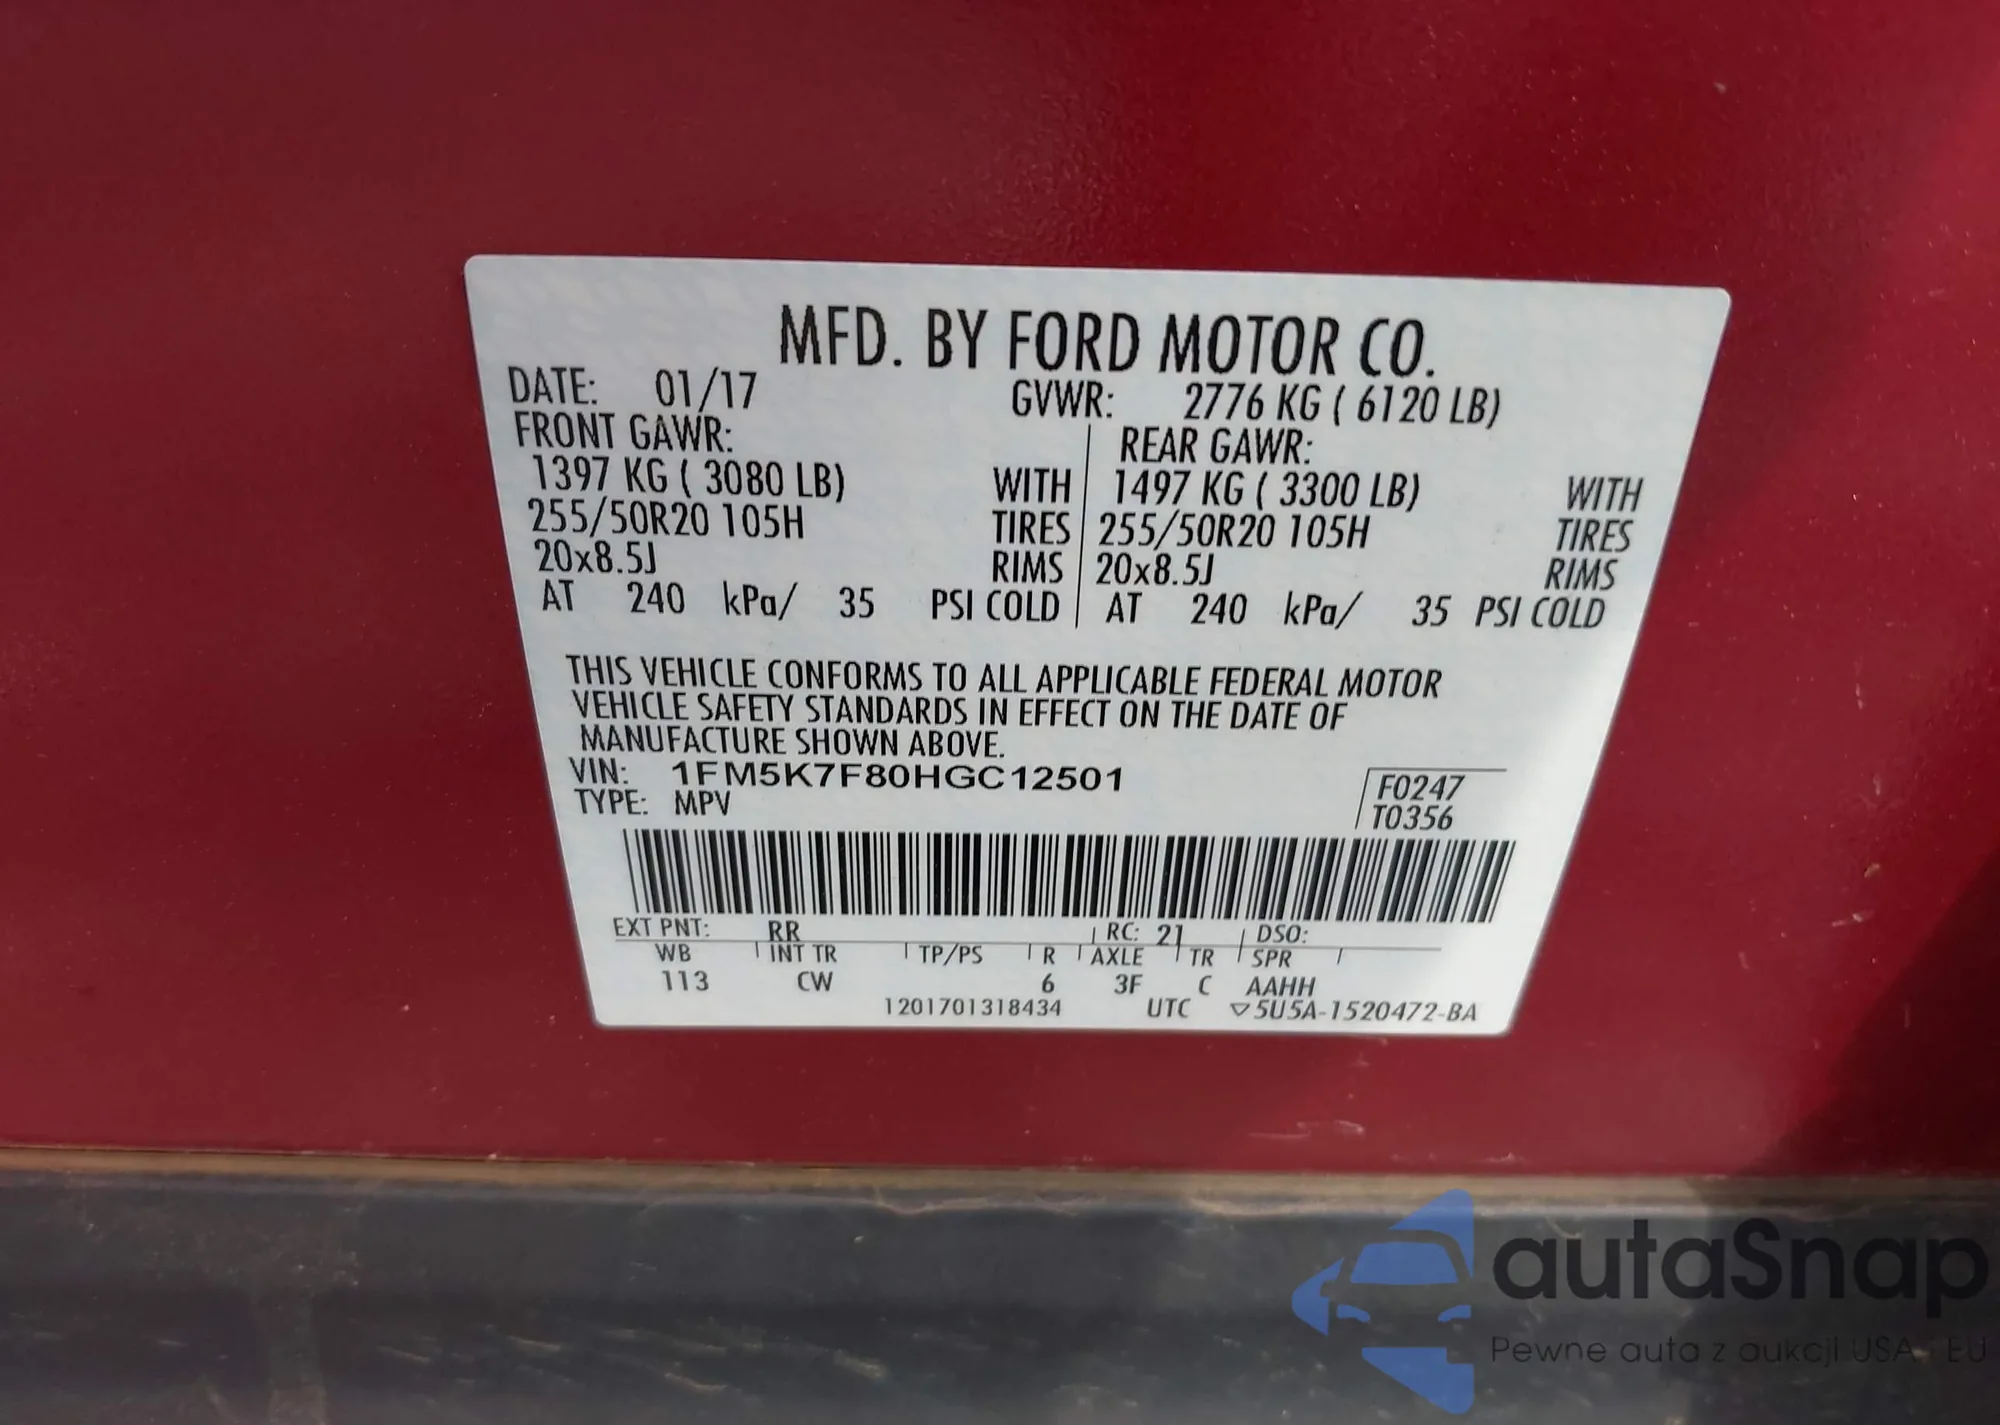 MFD. BY FORD MOTOR CO.
DATE: 01/17 GVWR: 2776 KG ( 6120 LB)
FRONT GAWR: REAR GAWR:
1397 KG ( 3080 LB) WITH 1497 KG ( 3300 LB) WITH
255/50R20 105H TIRES 255/50R20 105H TIRES
20x8.5J RIMS 20x8.5J RIMS
AT 240 kPa/ 35 PSI COLD AT 240 kPa/ 35 PSI COLD
THIS VEHICLE CONFORMS TO ALL APPLICABLE FEDERAL MOTOR
VEHICLE SAFETY STANDARDS IN EFFECT ON THE DATE OF
MANUFACTURE SHOWN ABOVE.
VIN: 1FM5K7F80HGC12501 F0247
TYPE: MPV T0356
EXT PNT: RR RC: 21 DSO:
WB INT TR TP/PS R AXLE TR SPR
113 CW 6 3F C AAHH
1201701318434 UTC ▽5U5A-1520472-BA
autaSnap
Pewne auta z aukcji USA i EU